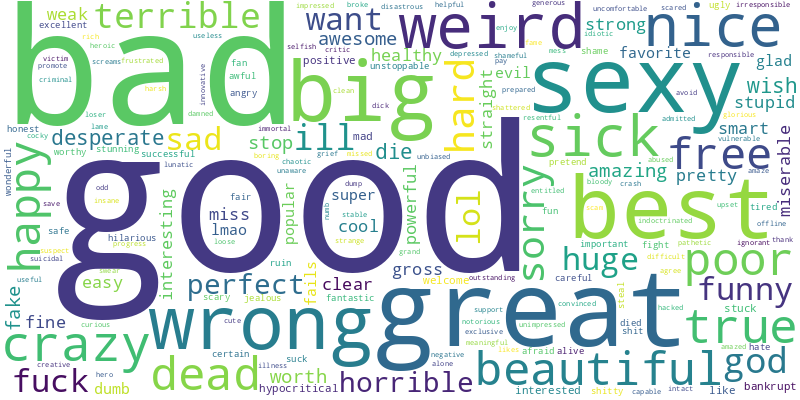 good
bad
great
best
sexy
big
wrong
weird
nice
sick
crazy
beautiful
true
god
poor
free
huge
happy
dead
perfect
horrible
terrible
want
hard
sorry
ill
sad
lol
fuck
funny
desperate
awesome
weak
excellent
healthy
positive
unstoppable
strong
favorite
glad
wish
stupid
smart
amazing
pretty
miserable
evil
straight
stop
die
mad
super
cool
miss
lmao
fair
powerful
popular
interesting
easy
fine
fake
dumb
worth
hypocritical
clear
gross
welcome
fails
interested
like
bankrupt
stuck
died
shit
alive
afraid
impressed
broke
disastrous
helpful
enjoy
generous
uncomfortable
scared
ugly
irresponsible
idiotic
shame
mess
shameful
pay
depressed
fans
responsible
avoid
prepared
shattered
resentful
admitted
glorious
vulnerable
abused
pretend
entitled
bloody
crash
fun
upset
tired
offline
amaze
indoctrinated
important
fight
pathetic
ignorant
thank
difficult
agree
careful
steal
hacked
convinced
support
notorious
exclusive
meaningful
unimpressed
outstanding
likes
negative
alone
suck
illness
certain
cute
scary
jealous
fantastic
ruin
grand
strange
stable
numb
dump
loose
odd
insane
save
safe
hilarious
suicidal
suspect
progress
swear
useful
curious
creative
hero
shitty
capable
intact
hate
amazed
honest
cocky
loser
lame
worthy
stunning
successful
lunatic
wonderful
damned
harsh
innovative
angry
awful
fan
useless
frustrated
screams
heroic
rich
victim
promote
criminal
selfish
critic
clean
dick
immortal
boring
chaotic
unaware
grief
missed
unbiased